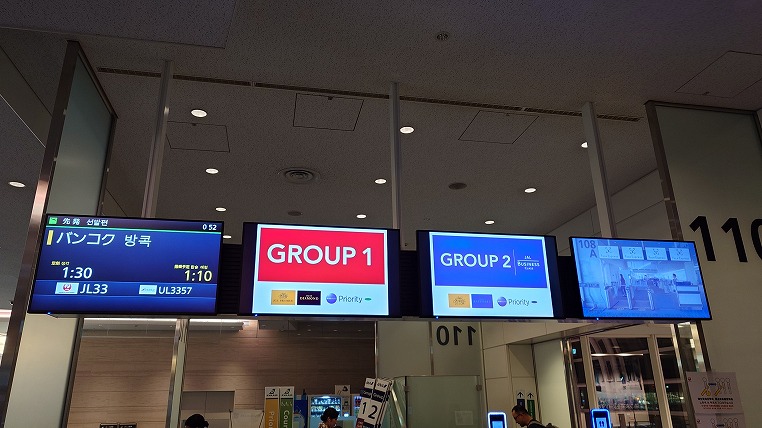 先発 선발편
0 52
バンコク 방콕
1:30
1:10
JL33
UL3357
GROUP 1
DIAMOND
Priority
GROUP 2
JAL
BUSINESS
CLASS
Priority
108
A
110
110
12